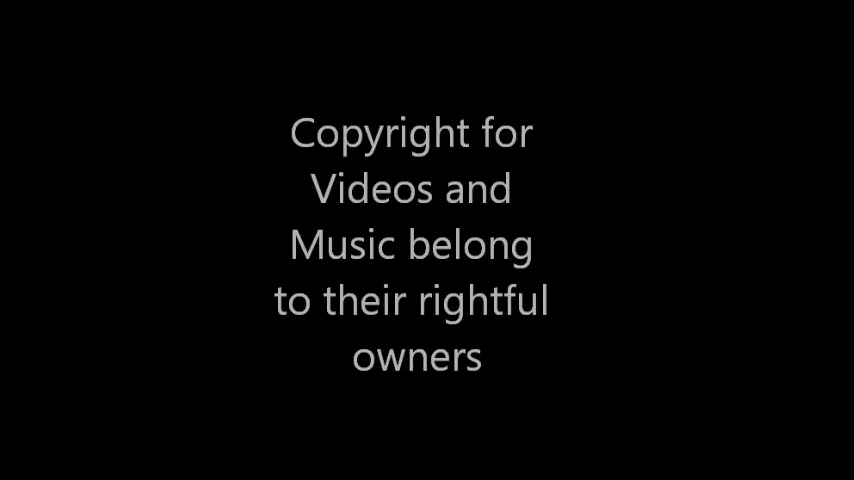 Copyright for
Videos and
Music belong
to their rightful
owners